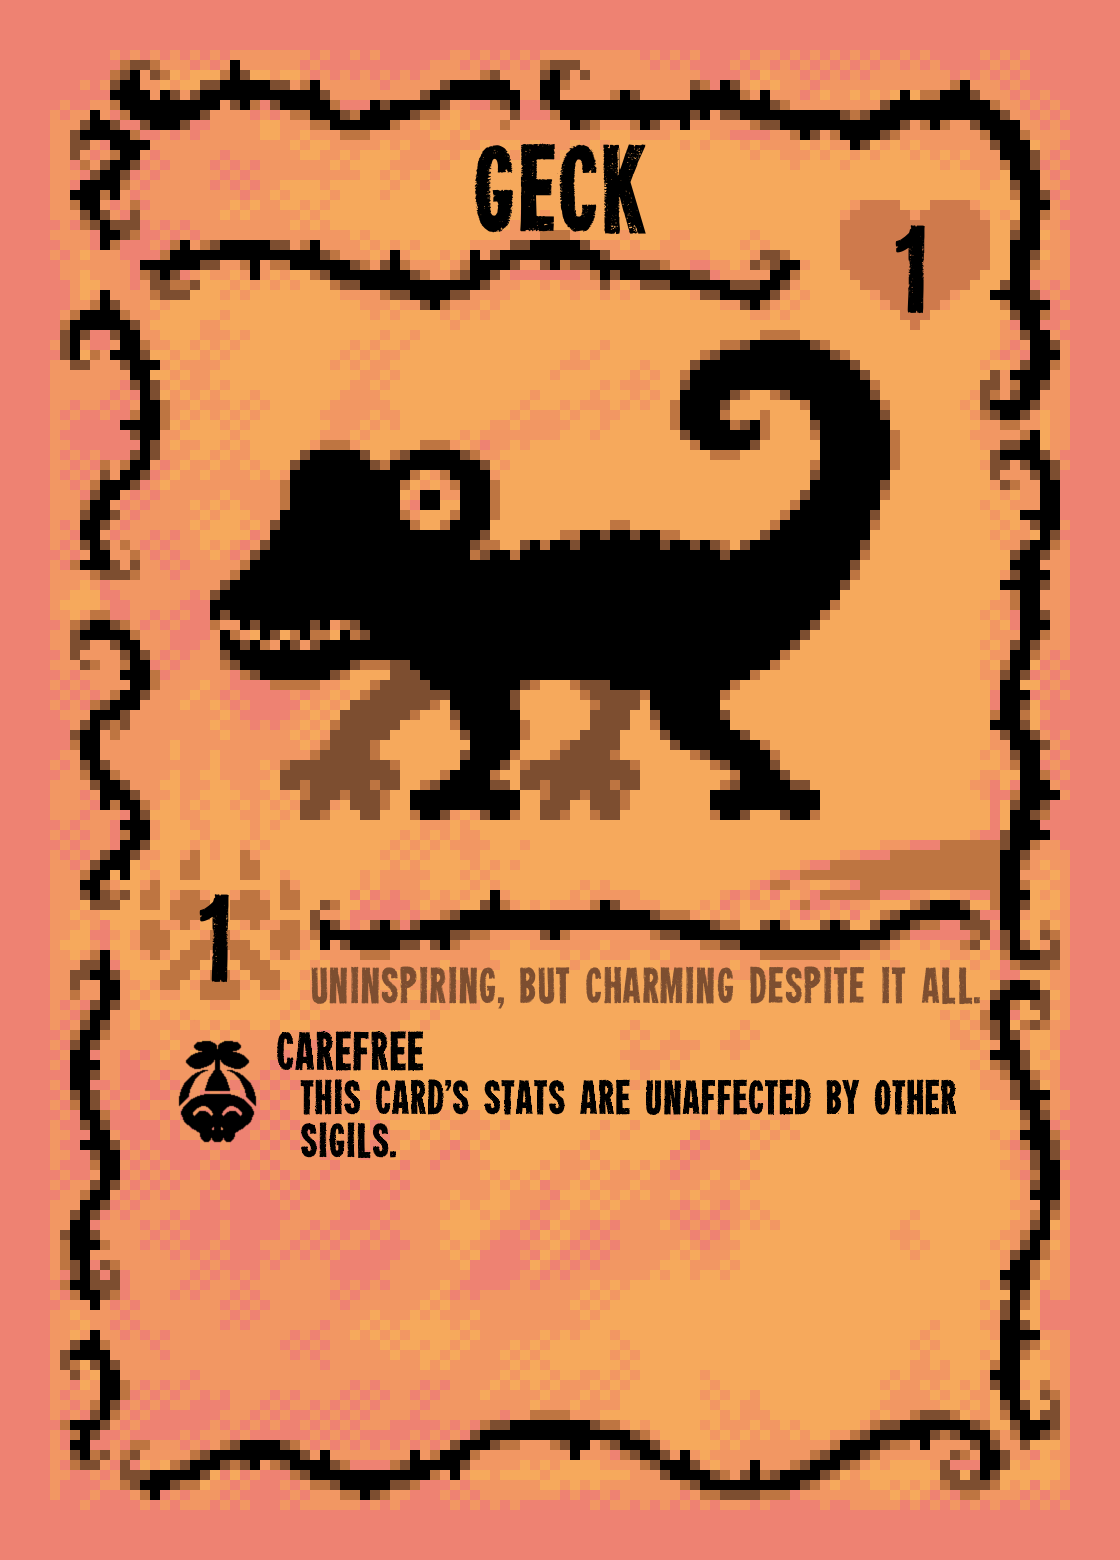 GECK
1
1
UNINSPIRING, BUT CHARMING DESPITE IT ALL.
CAREFREE
THIS CARD'S STATS ARE UNAFFECTED BY OTHER
SIGILS.